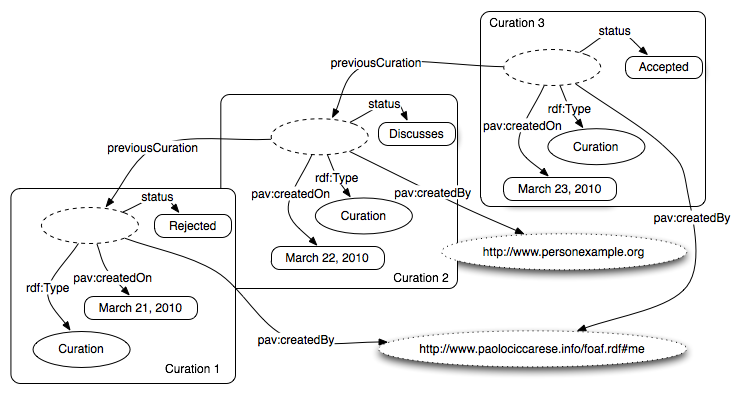 Curation 3
status
Accepted
previousCuration
rdf:Type
pav:createdOn
Curation
March 23, 2010
status
Discusses
previousCuration
rdf:Type
pav:createdOn
pav:createdBy
Curation
March 22, 2010
Curation 2
pav:createdBy
http://www.personexample.org
status
Rejected
rdf:Type
pav:createdOn
March 21, 2010
Curation
pav:createdBy
http://www.paolociccarese.info/foaf.rdf#me
Curation 1